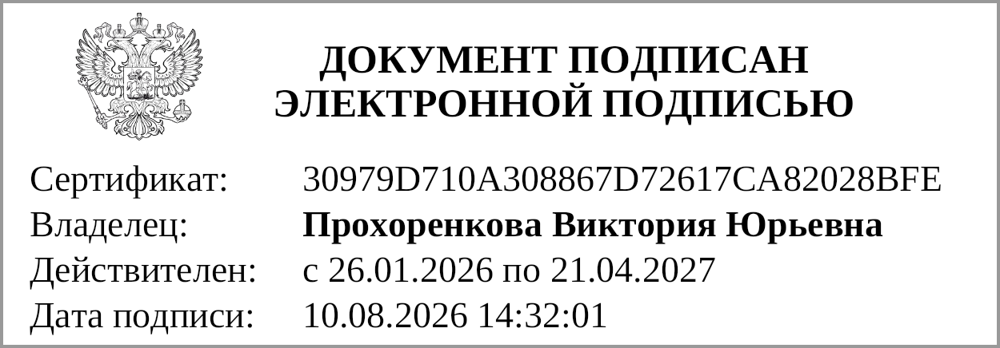 ДОКУМЕНТ ПОДПИСАН
ЭЛЕКТРОННОЙ ПОДПИСЬЮ
Сертификат: 30979D710A308867D72617CA82028BFE
Владелец: Прохоренкова Виктория Юрьевна
Действителен: с 26.01.2026 по 21.04.2027
Дата подписи: 10.08.2026 14:32:01